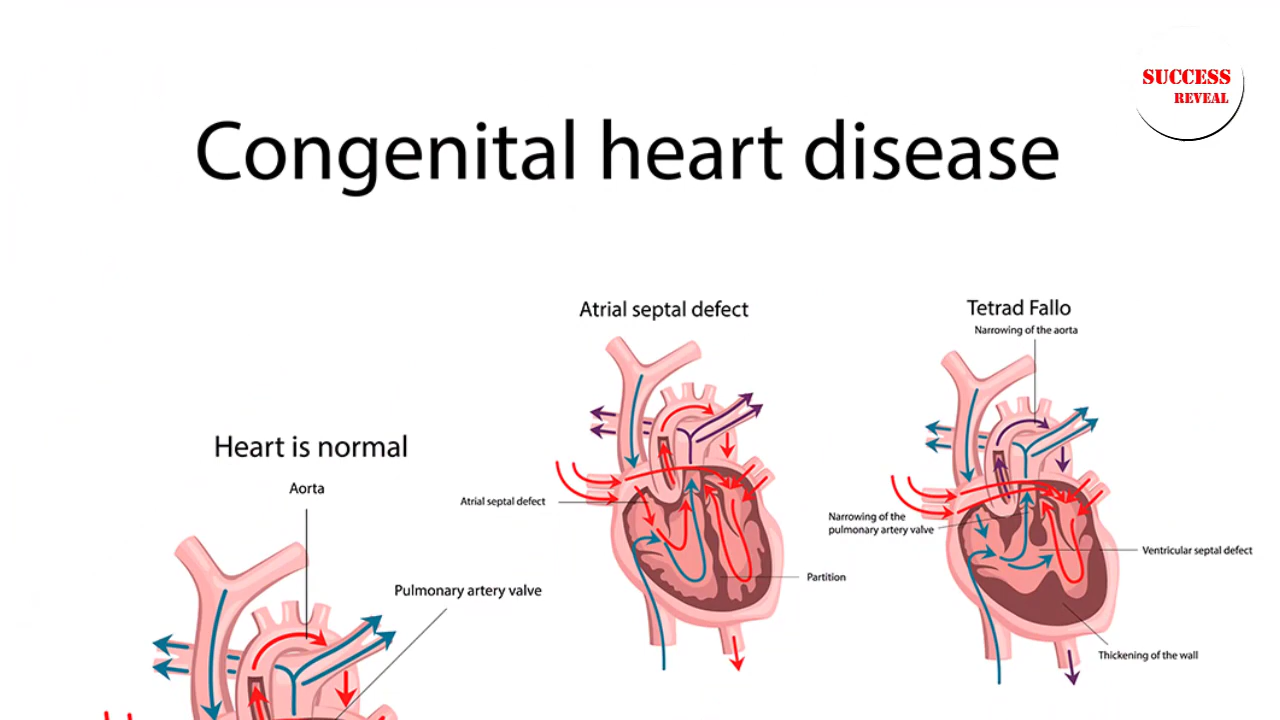 SUCCESS
REVEAL
Congenital heart disease
Atrial septal defect
Tetrad Fallo
Narrowing of the aorta
Heart is normal
Aorta
Atrial septal defect
Narrowing of the
pulmonary artery valve
Ventricular septal defect
Partition
Pulmonary artery valve
Thickening of the wall